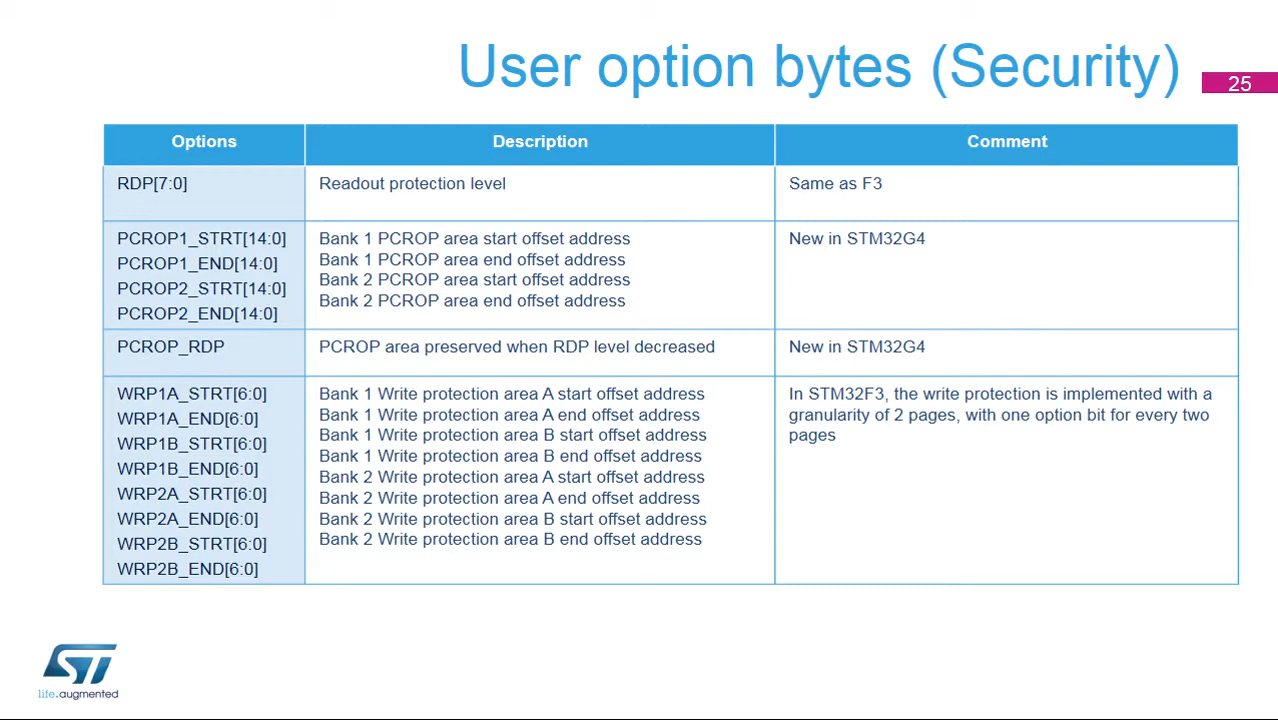 User option bytes (Security)
25
Options
Description
Comment
RDP[7:0]
Readout protection level
Same as F3
PCROP1_STRT[14:0]
PCROP1_END[14:0]
PCROP2_STRT[14:0]
PCROP2_END[14:0]
Bank 1 PCROP area start offset address
Bank 1 PCROP area end offset address
Bank 2 PCROP area start offset address
Bank 2 PCROP area end offset address
New in STM32G4
PCROP_RDP
PCROP area preserved when RDP level decreased
New in STM32G4
WRP1A_STRT[6:0]
WRP1A_END[6:0]
WRP1B_STRT[6:0]
WRP1B_END[6:0]
WRP2A_STRT[6:0]
WRP2A_END[6:0]
WRP2B_STRT[6:0]
WRP2B_END[6:0]
Bank 1 Write protection area A start offset address
Bank 1 Write protection area A end offset address
Bank 1 Write protection area B start offset address
Bank 1 Write protection area B end offset address
Bank 2 Write protection area A start offset address
Bank 2 Write protection area A end offset address
Bank 2 Write protection area B start offset address
Bank 2 Write protection area B end offset address
In STM32F3, the write protection is implemented with a
granularity of 2 pages, with one option bit for every two
pages
ST
life.augmented